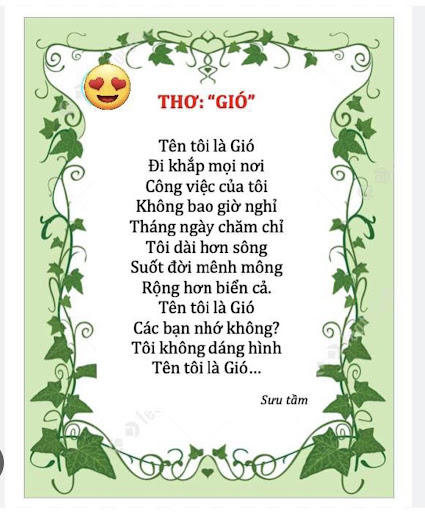 THƠ: “GIÓ”
Tên tôi là Gió
Đi khắp mọi nơi
Công việc của tôi
Không bao giờ nghỉ
Tháng ngày chăm chỉ
Tôi dài hơn sông
Suốt đời mênh mông
Rộng hơn biển cả.
Tên tôi là Gió
Các bạn nhớ không?
Tôi không dáng hình
Tên tôi là Gió...
Sưu tầm